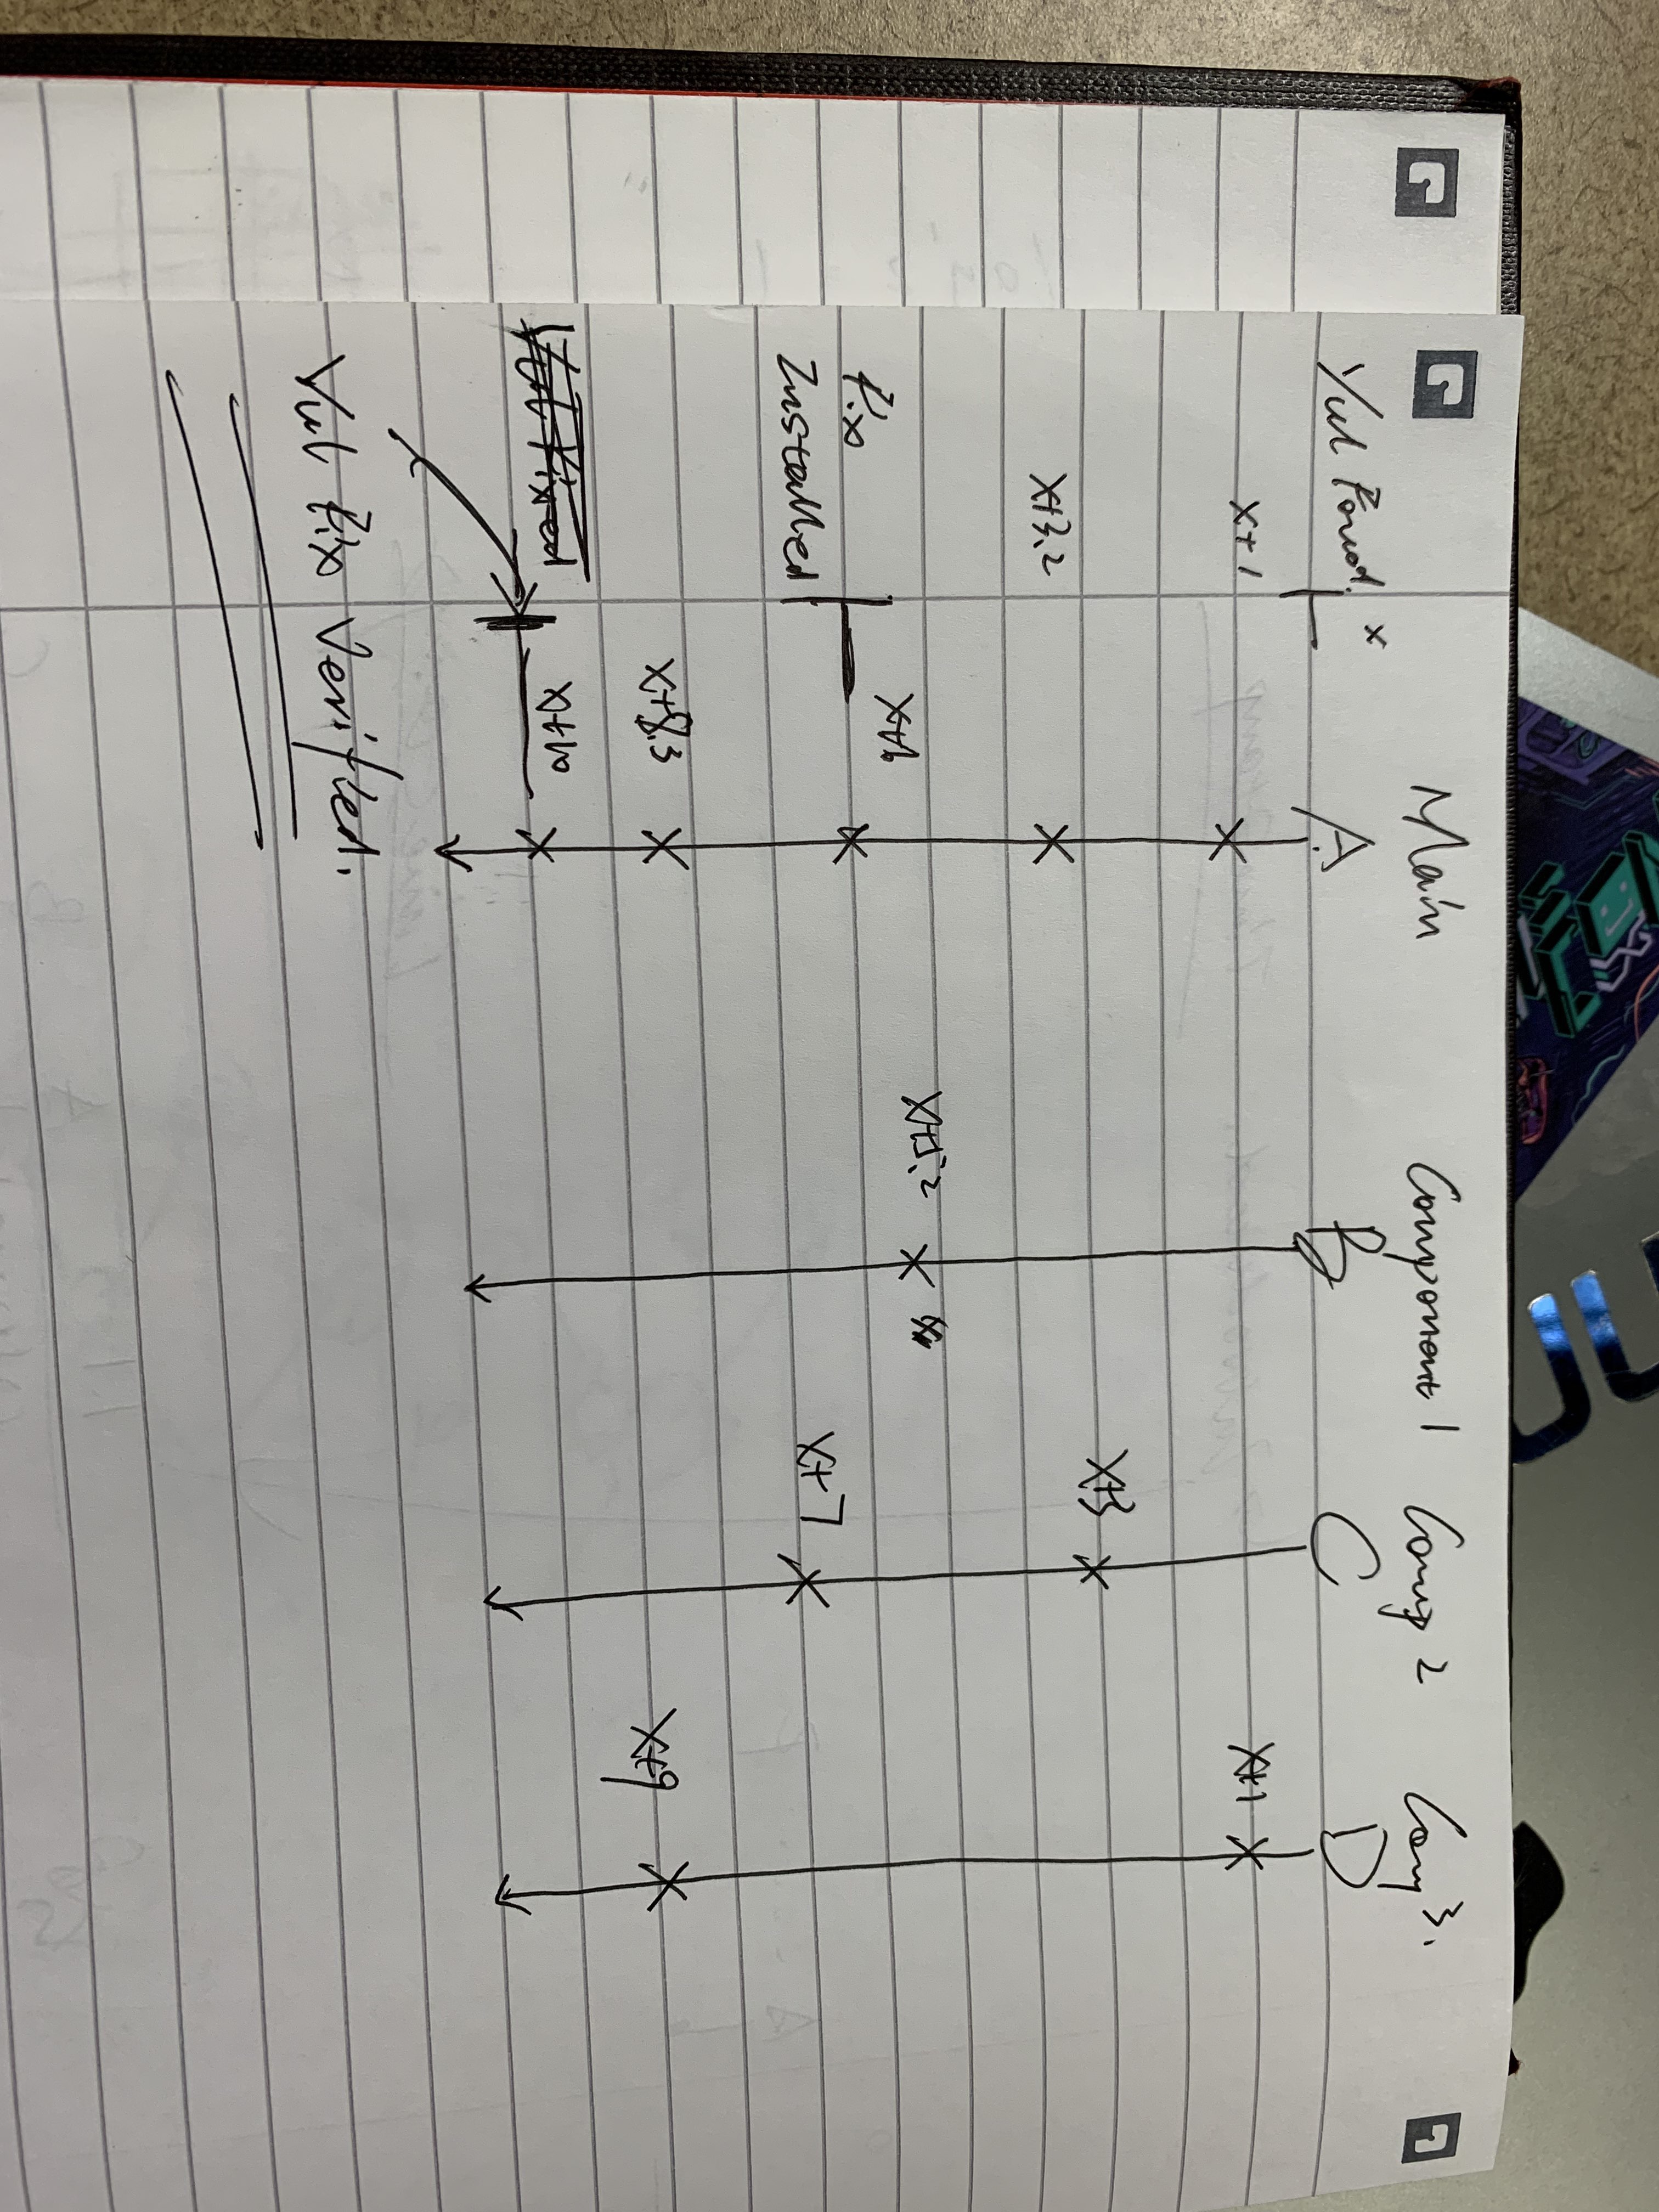 Main Component 1 Comp 2 Comp 3.
Vul Found. x A B C D
x+1 x+1
x+3
x+3.2
x+5.2
x+6
Fix
Installed
x+7
x+8.3 x+9
Vul Fixed x+10
Vul Fix Verified.